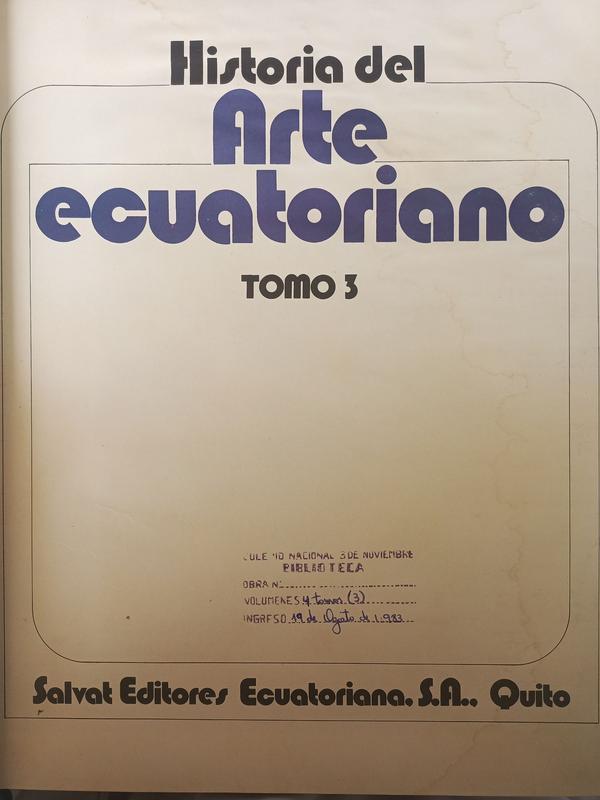 Historia del
Arte
ecuatoriano
TOMO 3
COLEGIO NACIONAL 3 DE NOVIEMBRE
BIBLIOTECA
OBRA N:
VOLUMENES 4 tomos (3)
INGRESO 19 de Agosto de 1.983
Salvat Editores Ecuatoriana, S.A., Quito